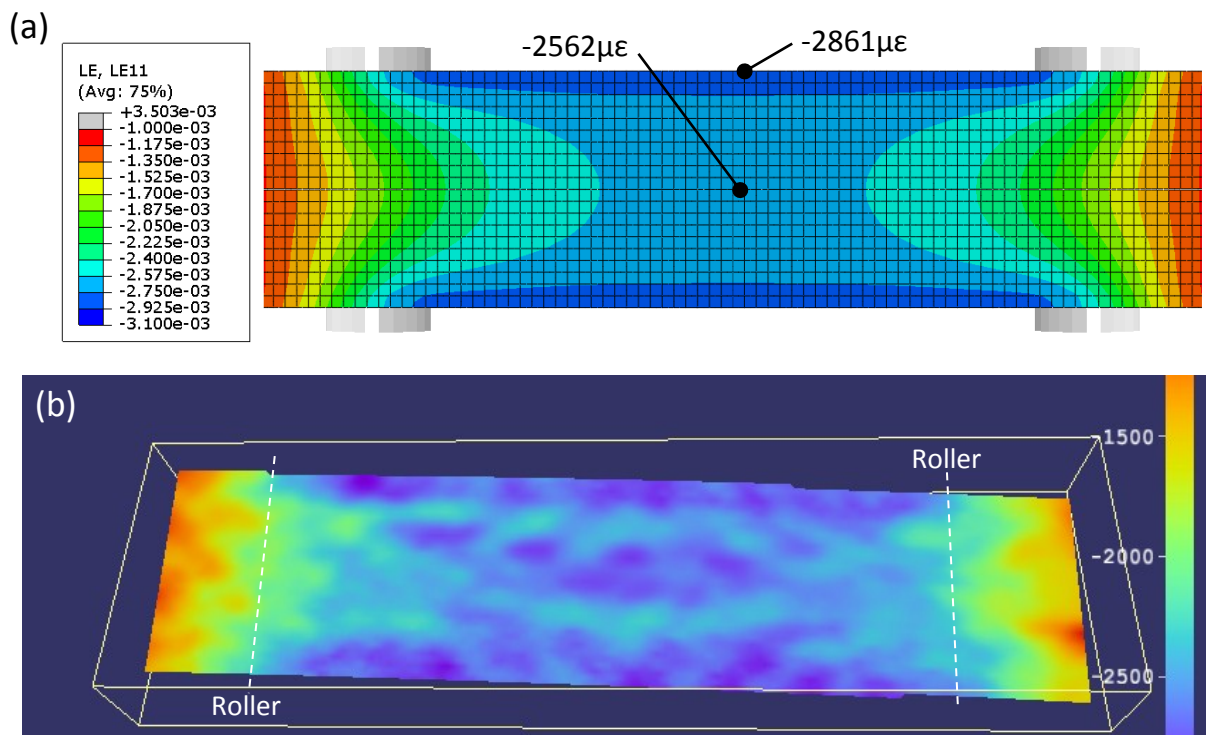 (a)
-2562με
-2861με
LE, LE11
(Avg: 75%)
+3.503e-03
-1.000e-03
-1.175e-03
-1.350e-03
-1.525e-03
-1.700e-03
-1.875e-03
-2.050e-03
-2.225e-03
-2.400e-03
-2.575e-03
-2.750e-03
-2.925e-03
-3.100e-03
(b)
Roller
Roller
-1500
-2000
-2500